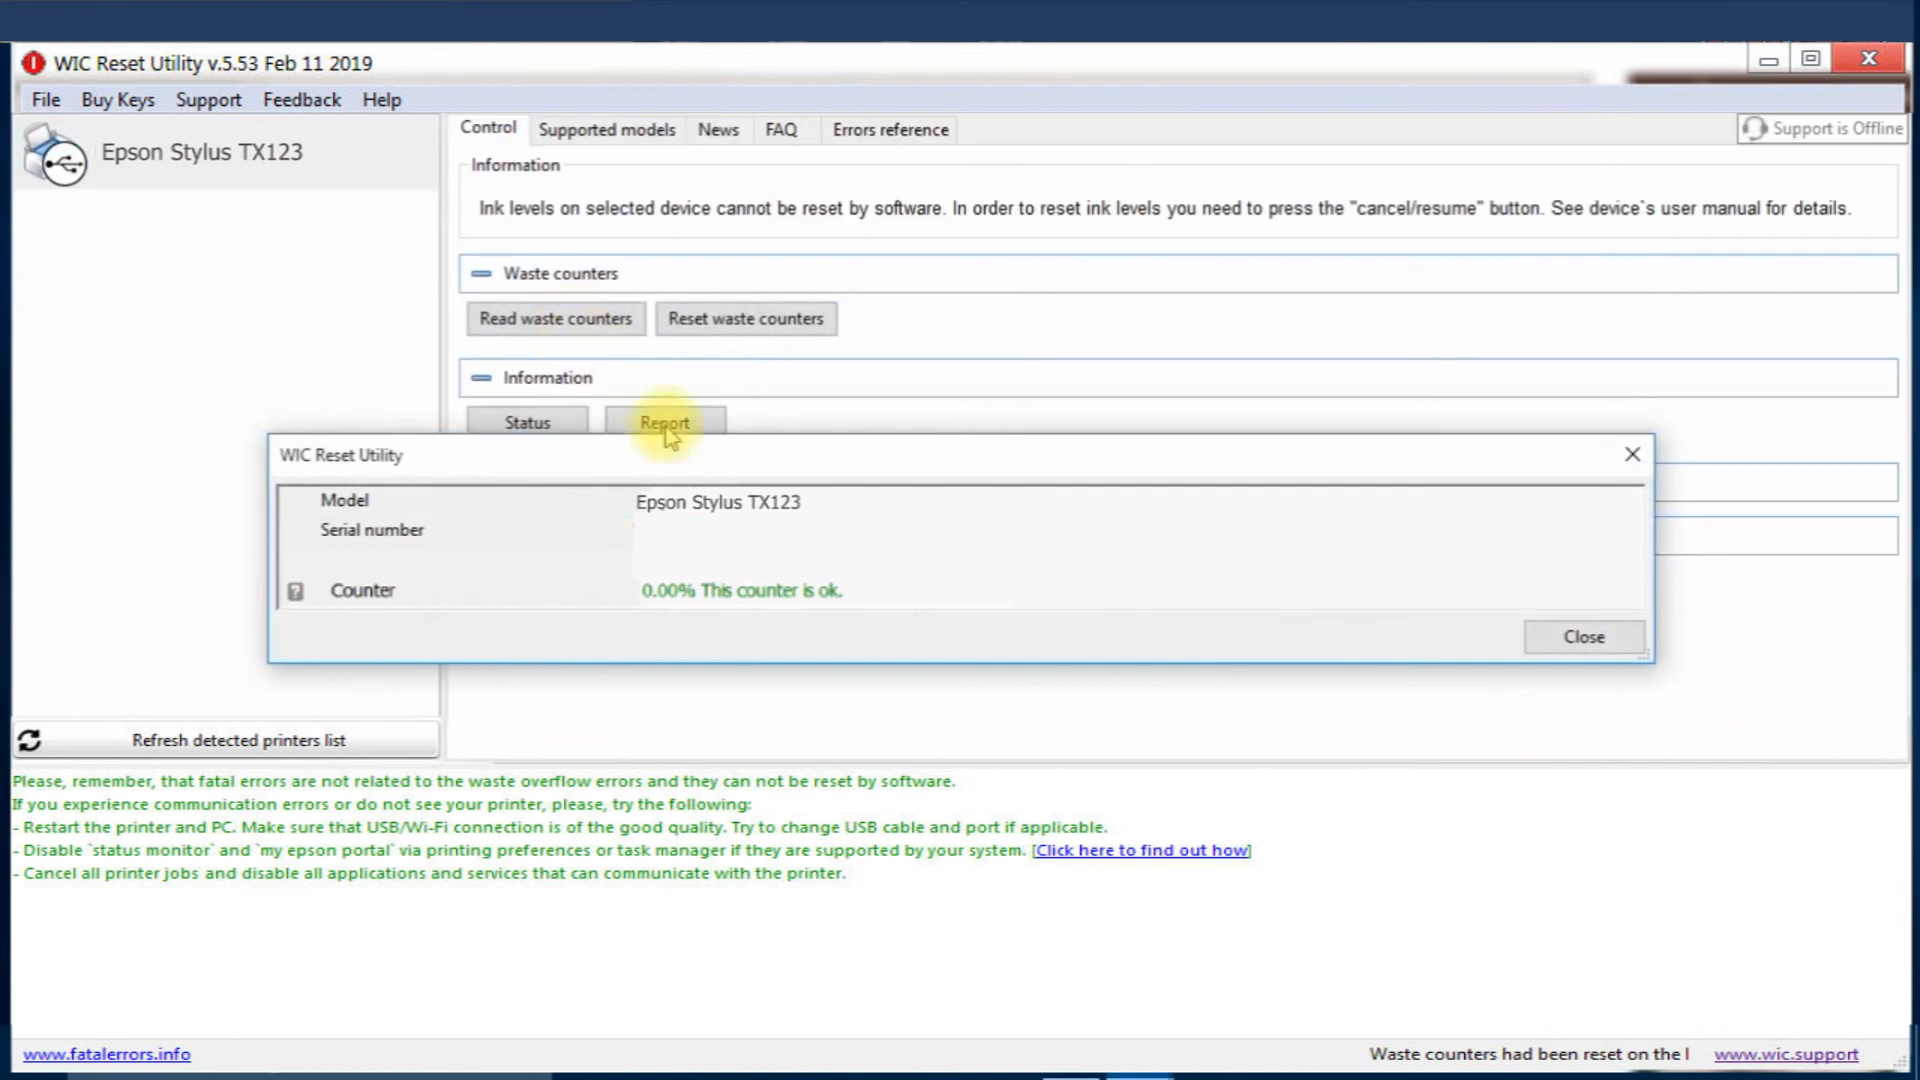 WIC Reset Utility v.5.53 Feb 11 2019
File Buy Keys Support Feedback Help
Epson Stylus TX123
Control Supported models News FAQ Errors reference
Support is Offline
Information
Ink levels on selected device cannot be reset by software. In order to reset ink levels you need to press the "cancel/resume" button. See device`s user manual for details.
Waste counters
Read waste counters Reset waste counters
Information
Status Report
WIC Reset Utility
Model Epson Stylus TX123
Serial number
Counter 0.00% This counter is ok.
Close
Refresh detected printers list
Please, remember, that fatal errors are not related to the waste overflow errors and they can not be reset by software.
If you experience communication errors or do not see your printer, please, try the following:
- Restart the printer and PC. Make sure that USB/Wi-Fi connection is of the good quality. Try to change USB cable and port if applicable.
- Disable `status monitor` and `my epson portal` via printing preferences or task manager if they are supported by your system. [Click here to find out how]
- Cancel all printer jobs and disable all applications and services that can communicate with the printer.
www.fatalerrors.info Waste counters had been reset on the www.wic.support